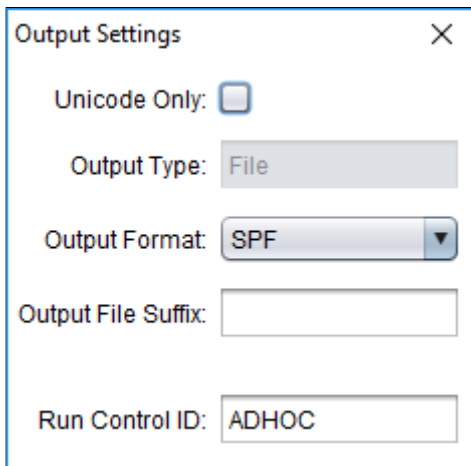 Output Settings
Unicode Only:
Output Type: File
Output Format: SPF
Output File Suffix:
Run Control ID: ADHOC